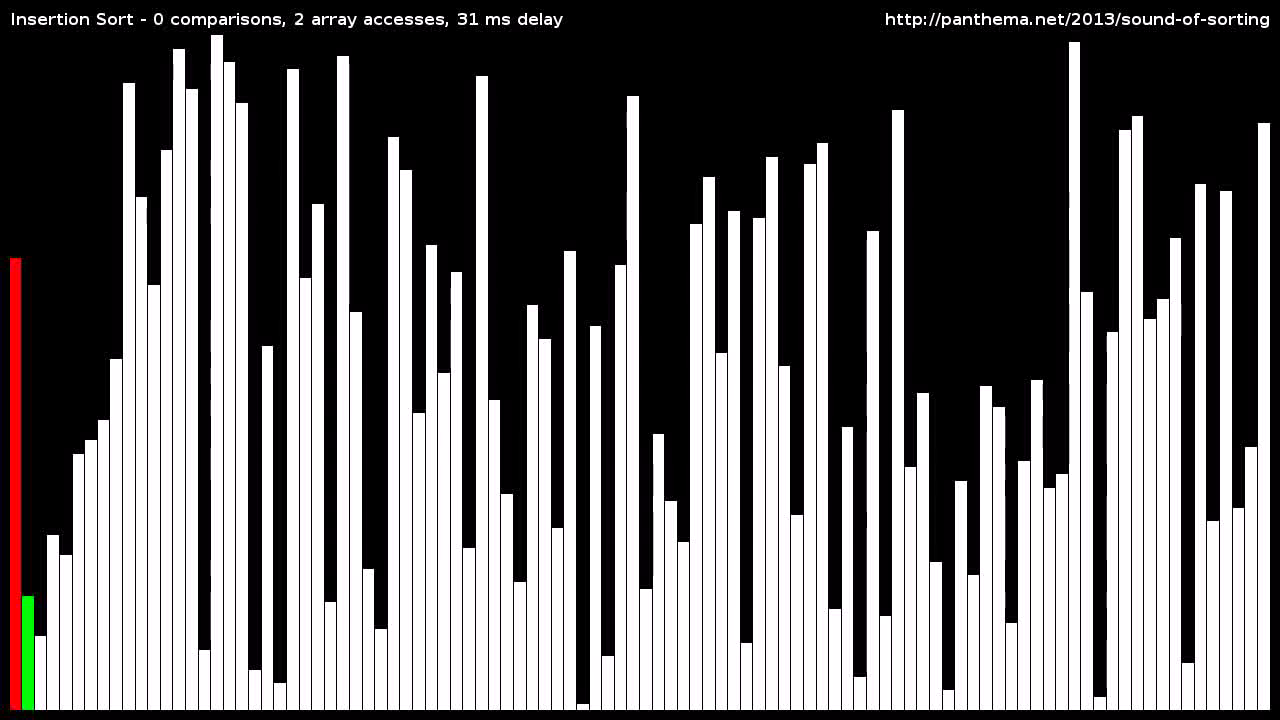 Insertion Sort - 0 comparisons, 2 array accesses, 31 ms delay
http://panthema.net/2013/sound-of-sorting